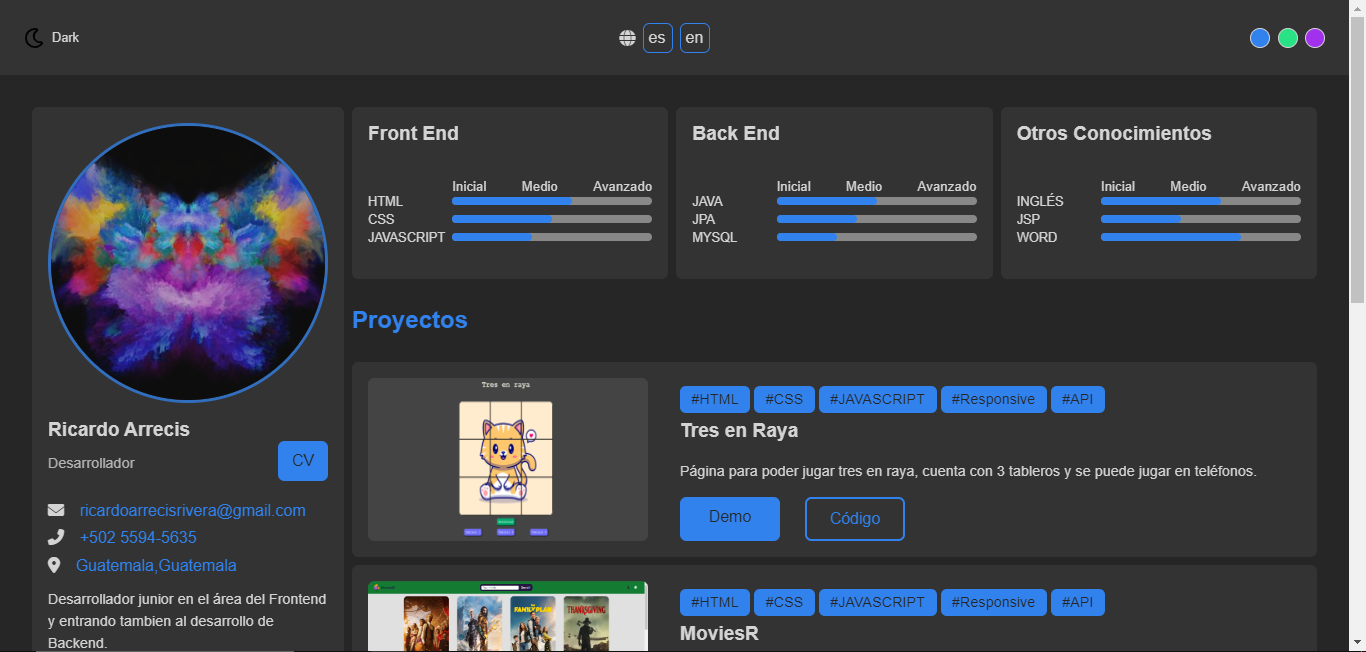 Dark
es en
Ricardo Arrecis
Desarrollador
CV
ricardoarrecisrivera@gmail.com
+502 5594-5635
Guatemala,Guatemala
Desarrollador junior en el área del Frontend
y entrando tambien al desarrollo de
Backend.
Front End
Inicial Medio Avanzado
HTML
CSS
JAVASCRIPT
Back End
Inicial Medio Avanzado
JAVA
JPA
MYSQL
Otros Conocimientos
Inicial Medio Avanzado
INGLÉS
JSP
WORD
Proyectos
Tres en raya
#HTML #CSS #JAVASCRIPT #Responsive #API
Tres en Raya
Página para poder jugar tres en raya, cuenta con 3 tableros y se puede jugar en teléfonos.
Demo Código
FAMILY PLAN
THANKSGIVING
#HTML #CSS #JAVASCRIPT #Responsive #API
MoviesR